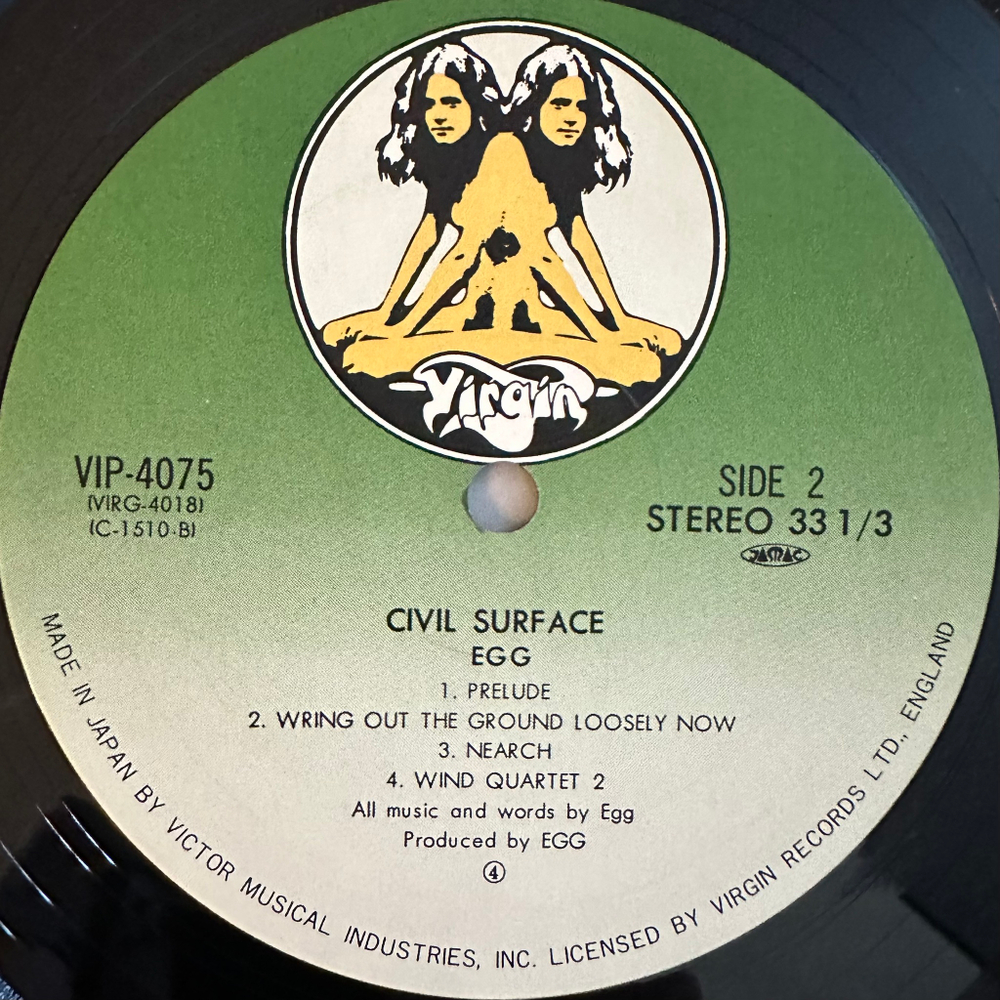 Virgin
VIP-4075
(VIRG-4018)
(C-1510-B)
SIDE 2
STEREO 33 1/3
JASRAC
CIVIL SURFACE
EGG
1. PRELUDE
2. WRING OUT THE GROUND LOOSELY NOW
3. NEARCH
4. WIND QUARTET 2
All music and words by Egg
Produced by EGG
④
MADE IN JAPAN BY VICTOR MUSICAL INDUSTRIES, INC. LICENSED BY VIRGIN RECORDS LTD., ENGLAND